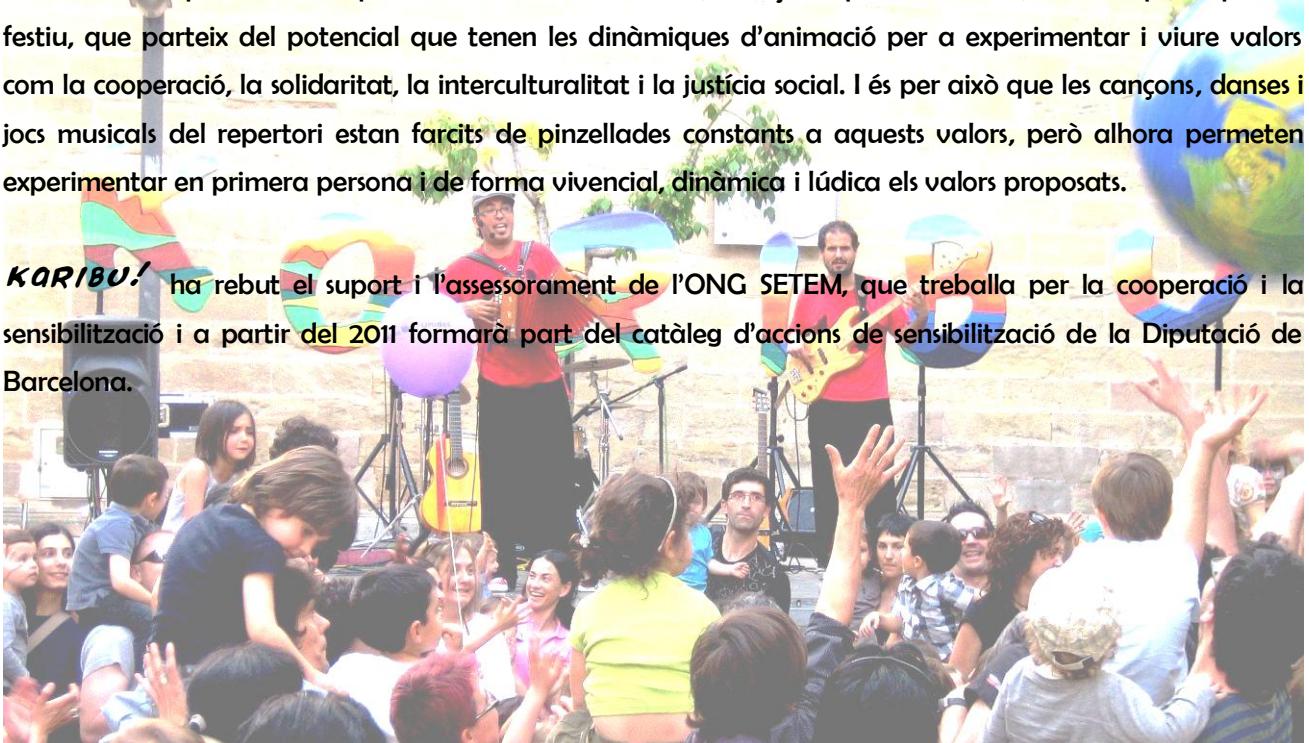 festiu, que parteix del potencial que tenen les dinàmiques d'animació per a experimentar i viure valors
com la cooperació, la solidaritat, la interculturalitat i la justícia social. I és per això que les cançons, danses i
jocs musicals del repertori estan farcits de pinzellades constants a aquests valors, però alhora permeten
experimentar en primera persona i de forma vivencial, dinàmica i lúdica els valors proposats.
KARIBU
KARIBU! ha rebut el suport i l'assessorament de l'ONG SETEM, que treballa per la cooperació i la
sensibilització i a partir del 2011 formarà part del catàleg d'accions de sensibilització de la Diputació de
Barcelona.